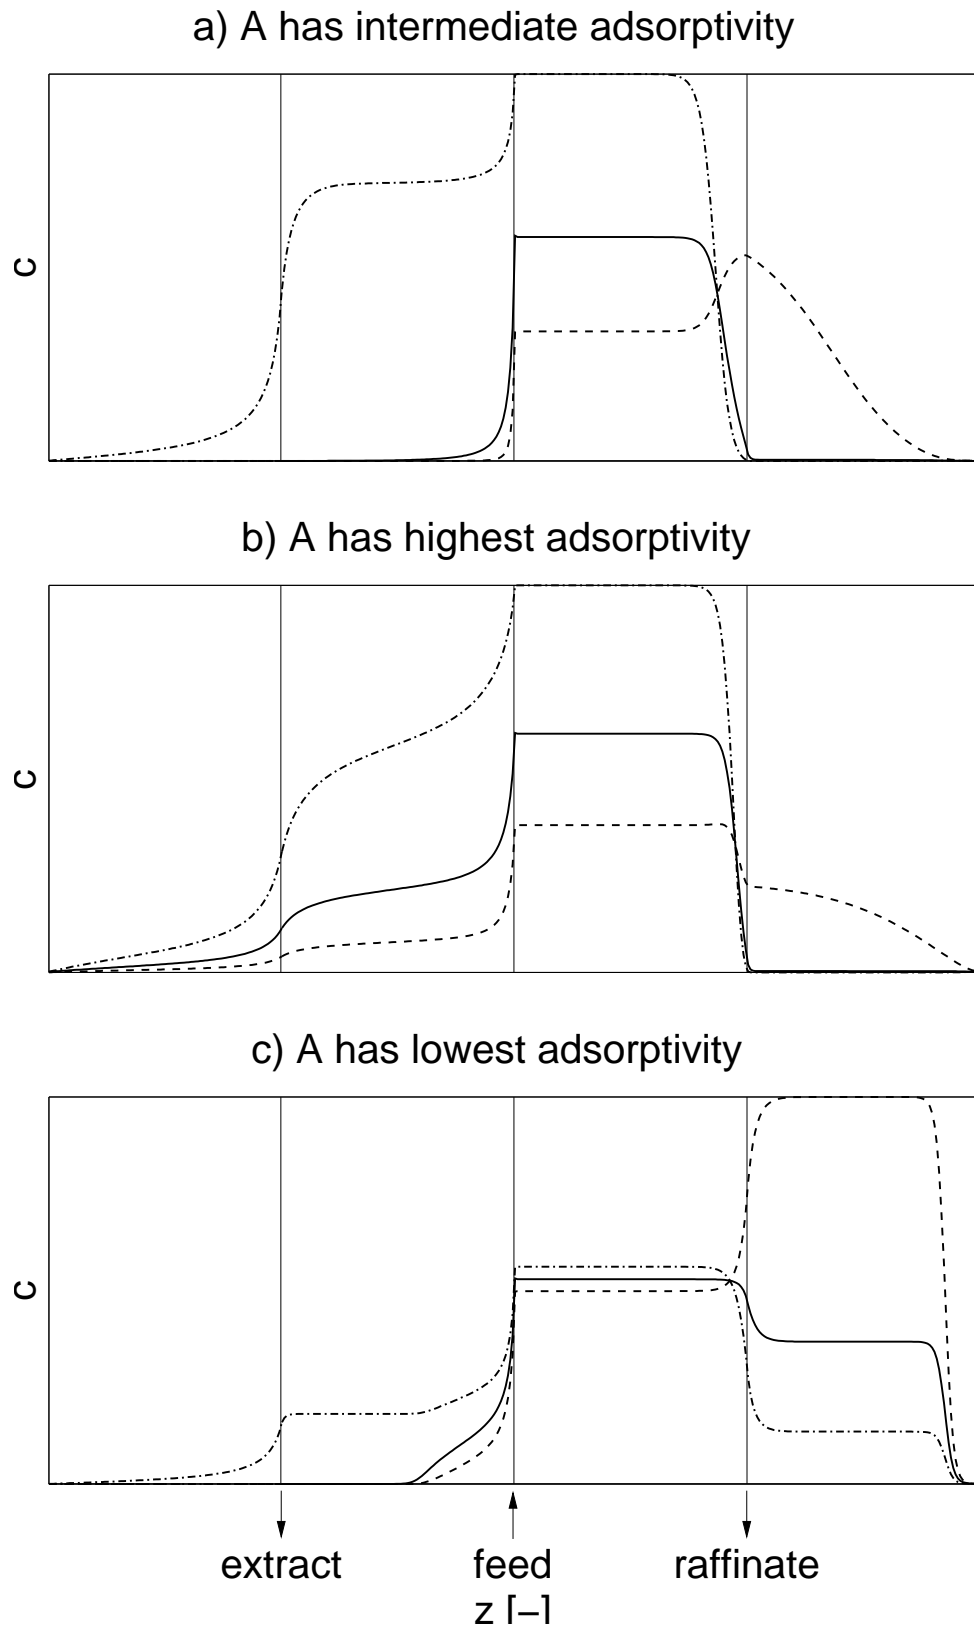 a) A has intermediate adsorptivity
c
b) A has highest adsorptivity
c
c) A has lowest adsorptivity
c
extract feed raffinate
z [–]